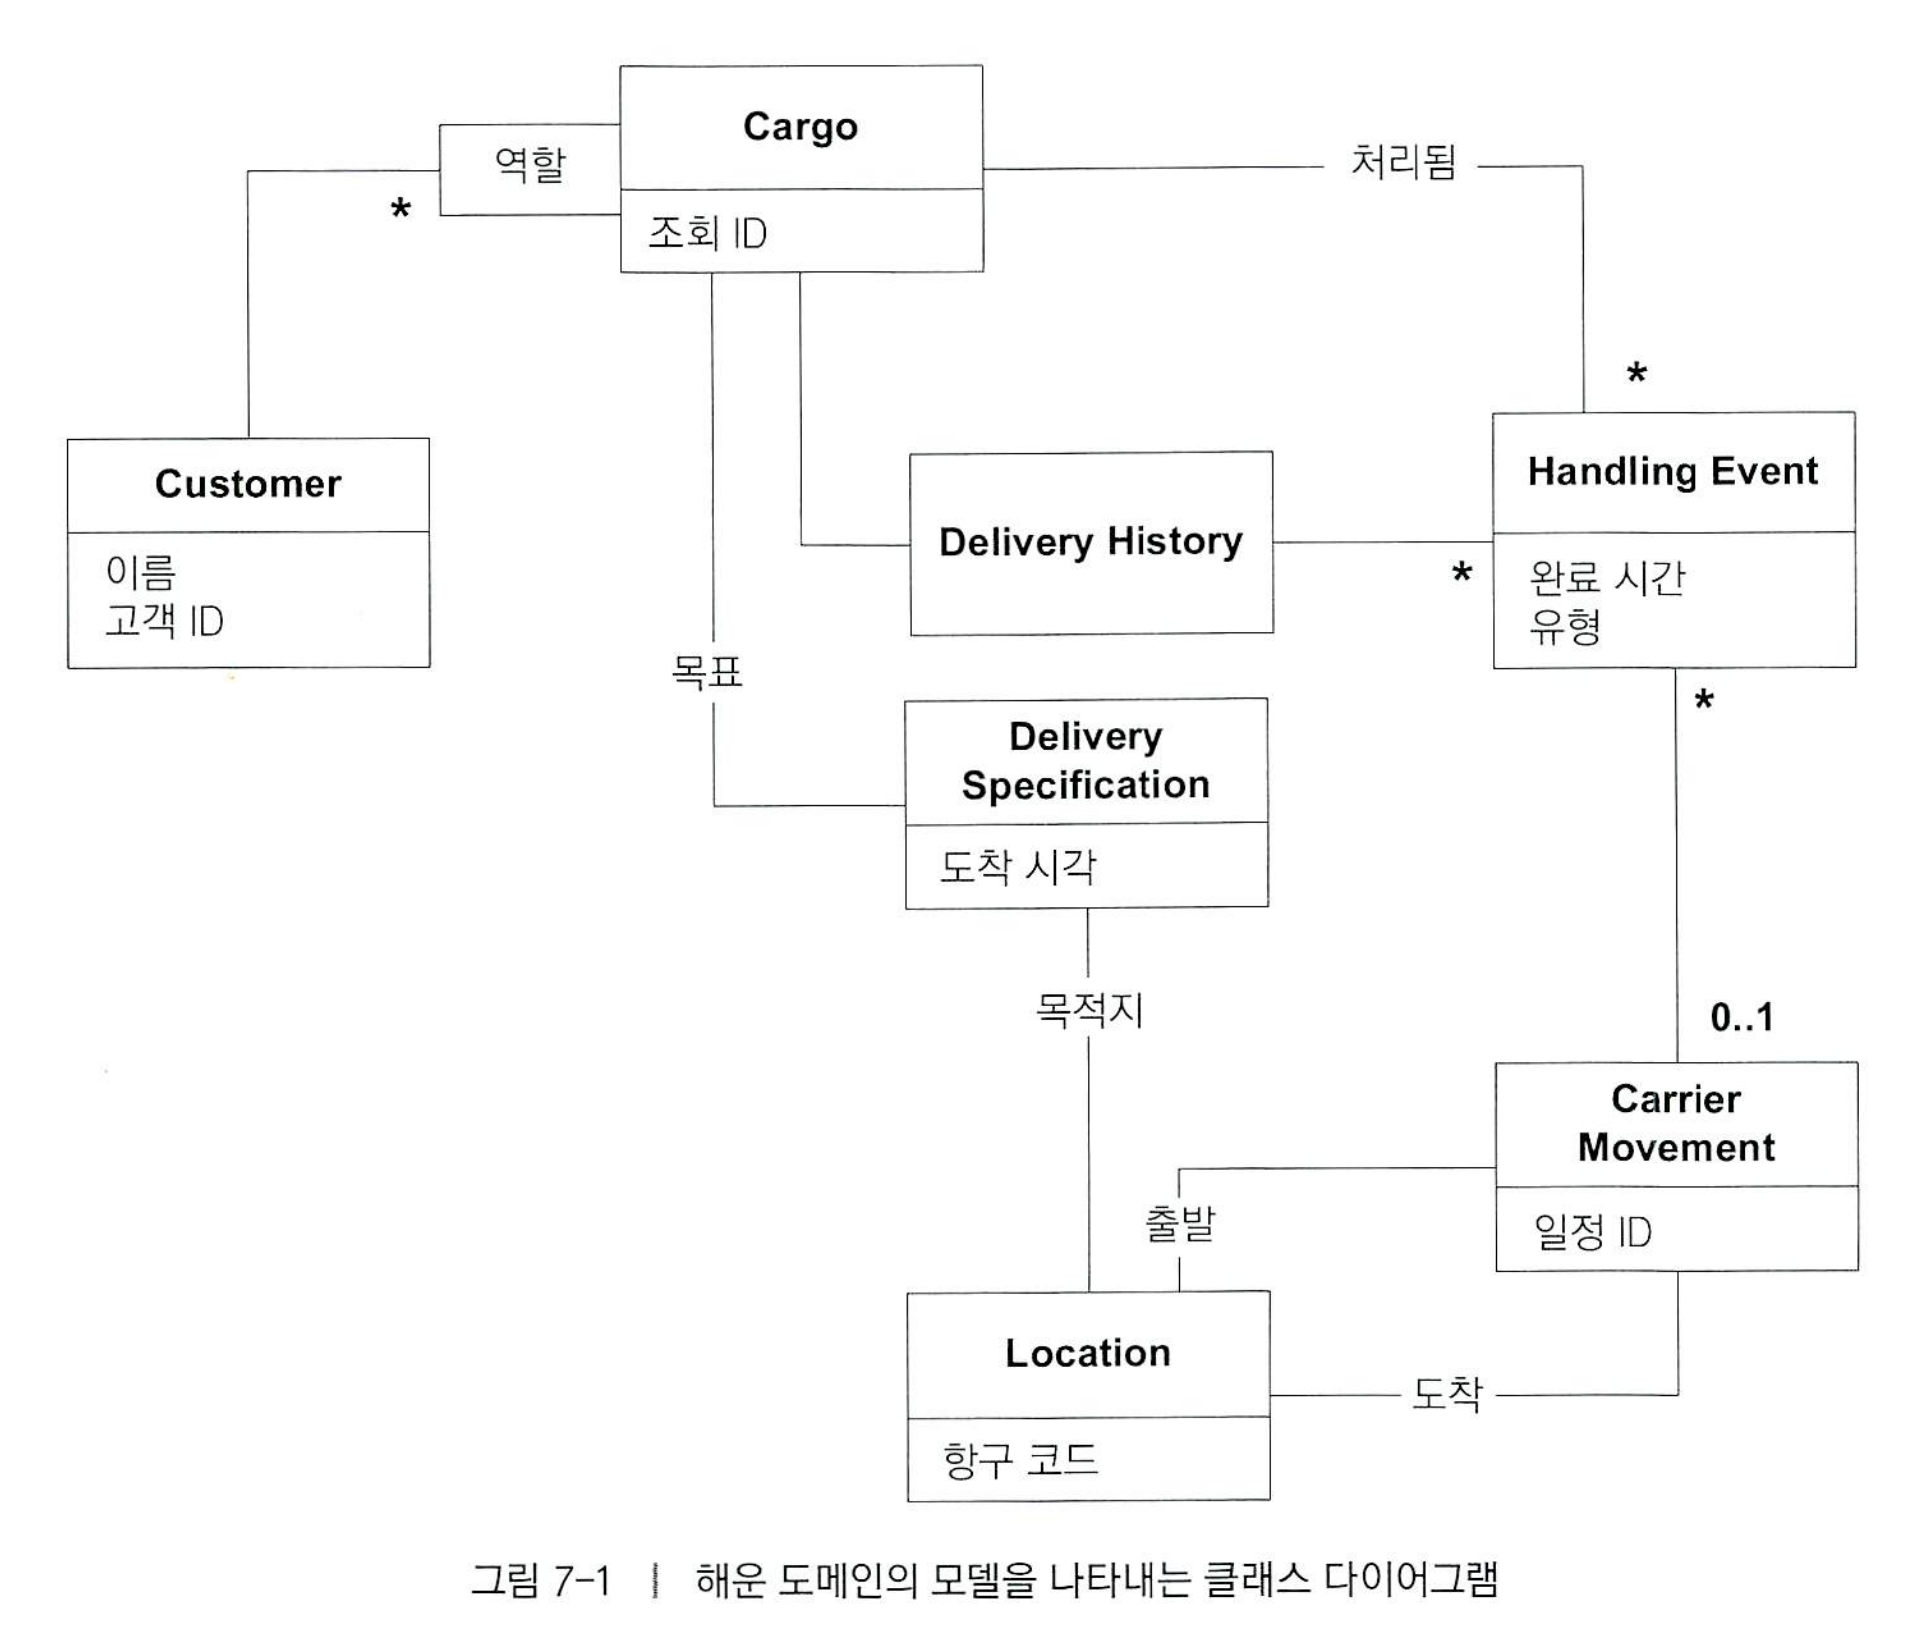 Cargo
조회 ID
역할
*
처리됨
*
Customer
이름
고객 ID
Delivery History
*
Handling Event
완료 시간
유형
*
목표
Delivery
Specification
도착 시각
목적지
0..1
Carrier
Movement
일정 ID
출발
Location
항구 코드
도착
그림 7-1 | 해운 도메인의 모델을 나타내는 클래스 다이어그램